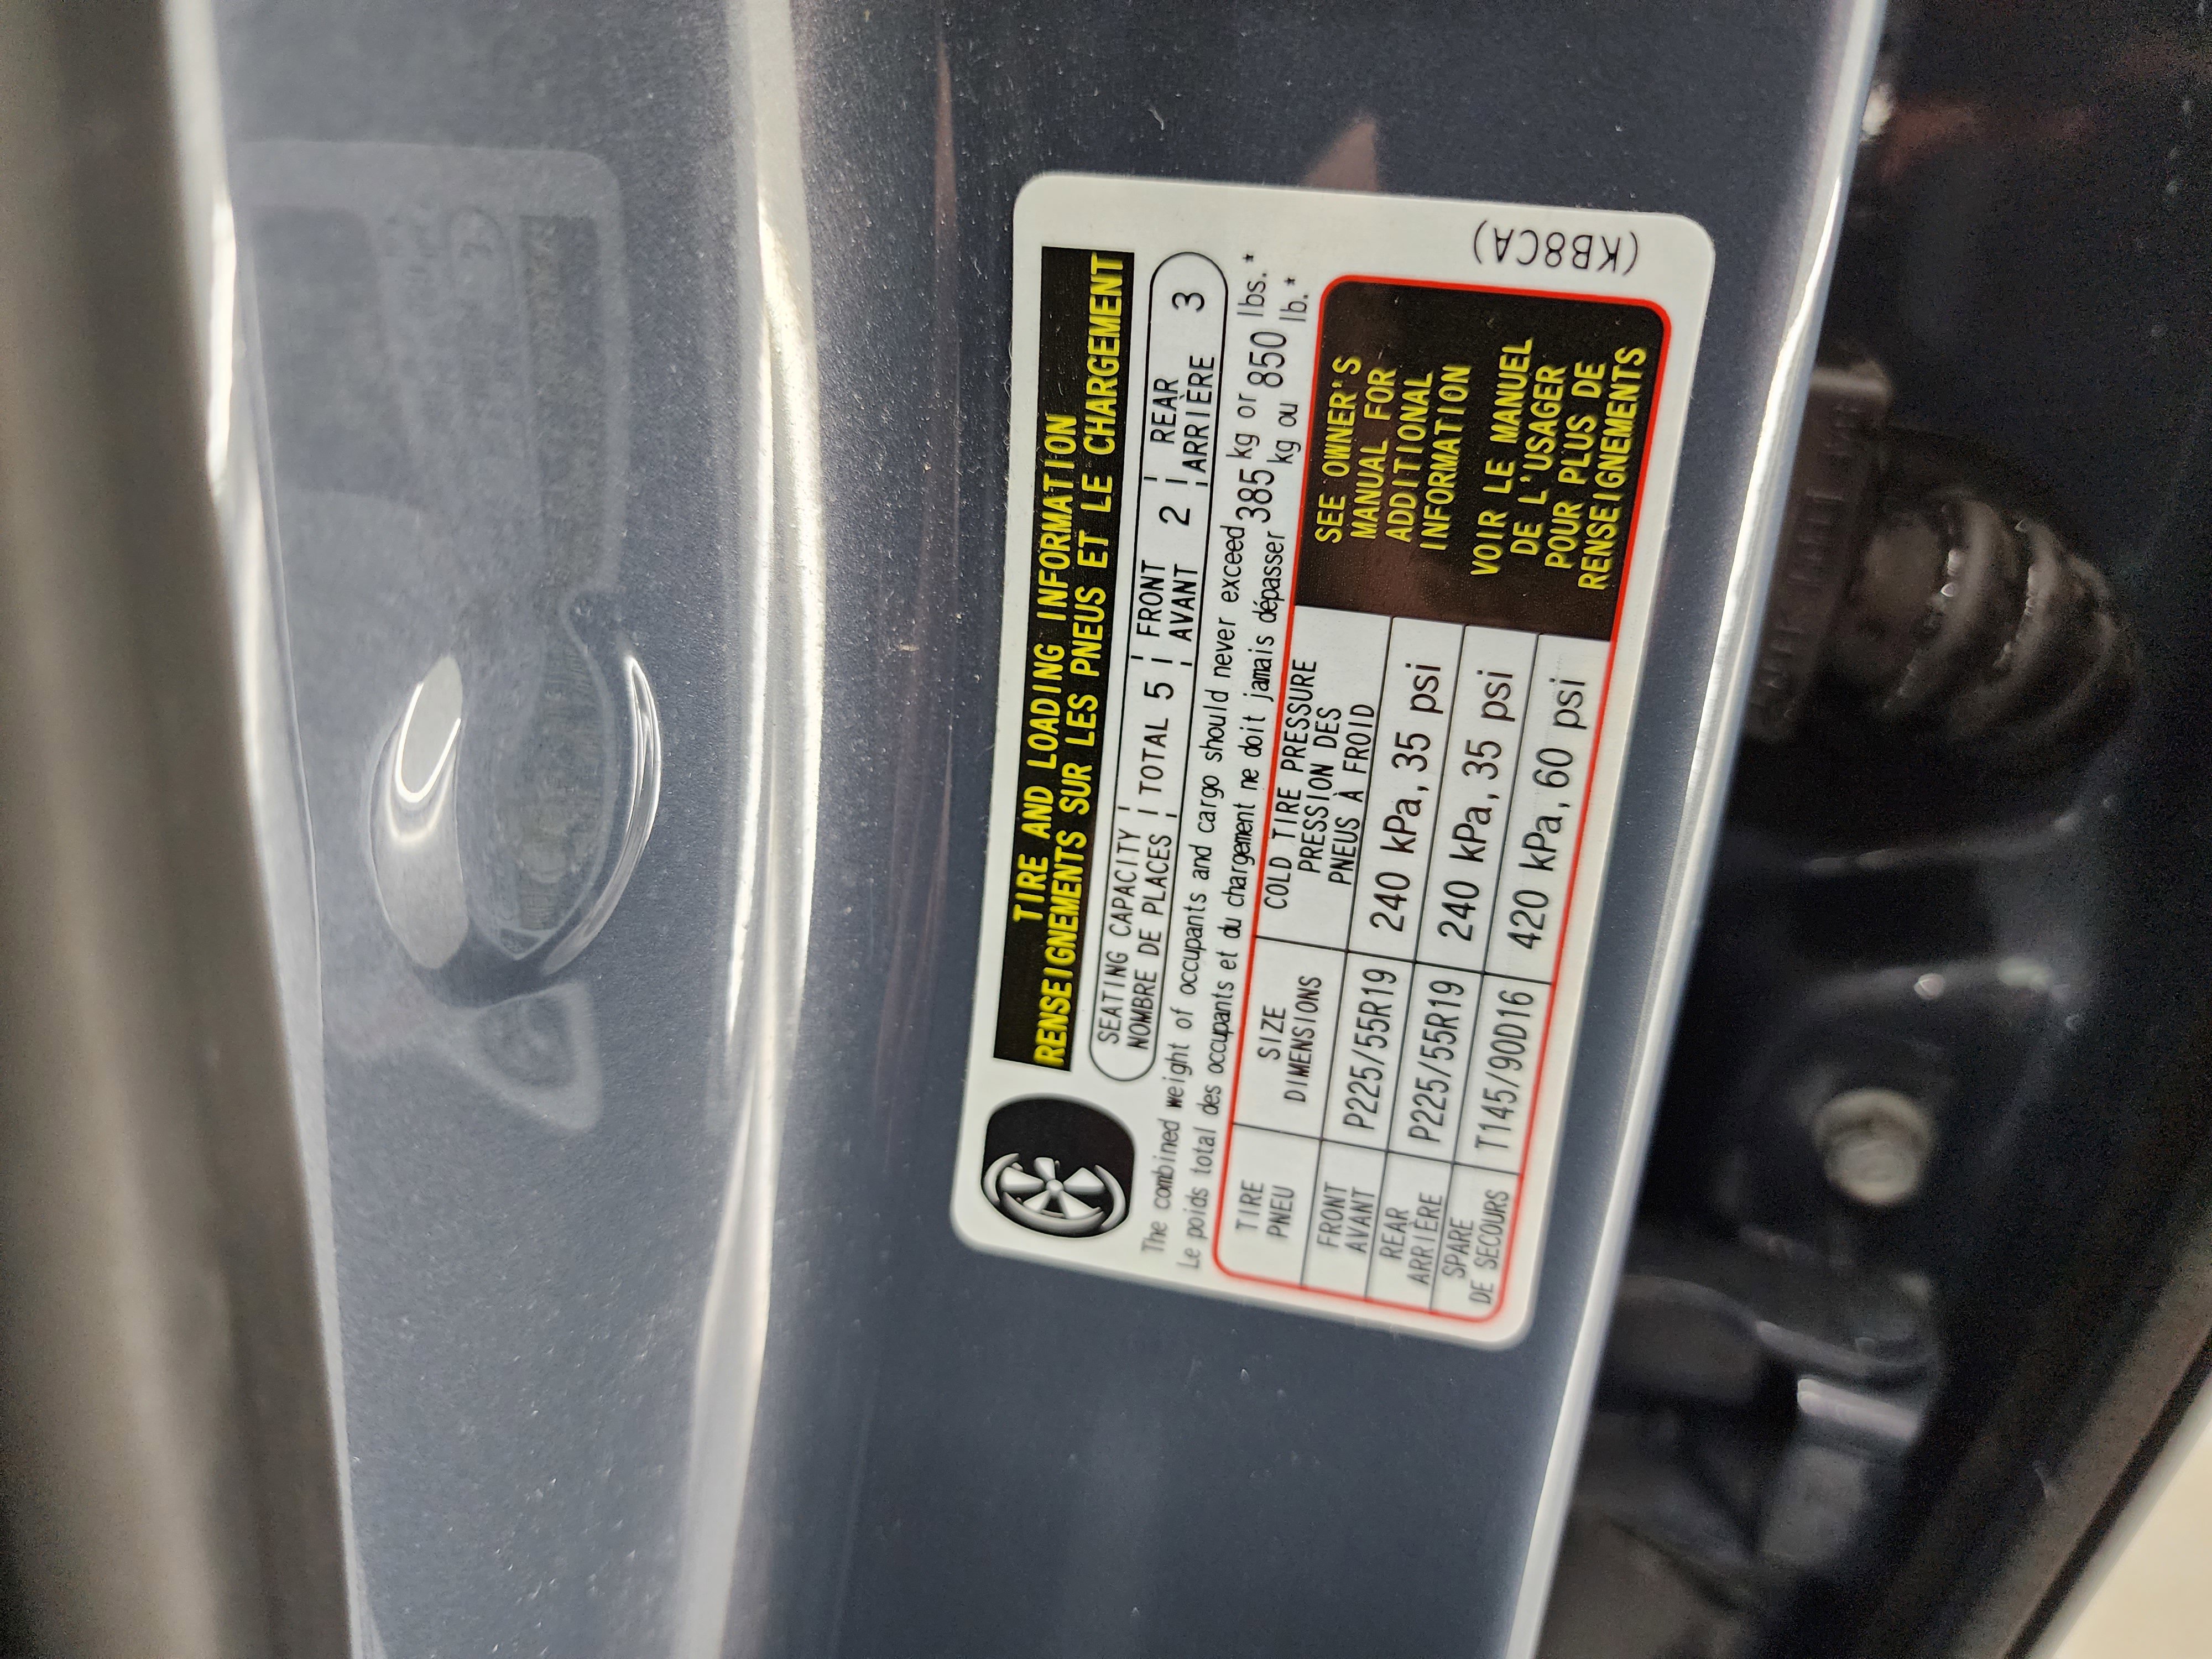 TIRE AND LOADING INFORMATION
RENSEIGNEMENTS SUR LES PNEUS ET LE CHARGEMENT
SEATING CAPACITY
NOMBRE DE PLACES
TOTAL 5
FRONT
AVANT
2
REAR
ARRIÈRE
3
The combined weight of occupants and cargo should never exceed 385 kg or 850 lbs.*
Le poids total des occupants et du chargement ne doit jamais dépasser kg ou lb.*
TIRE
PNEU
SIZE
DIMENSIONS
COLD TIRE PRESSURE
PRESSION DES
PNEUS À FROID
FRONT
AVANT
P225/55R19
240 kPa, 35 psi
REAR
ARRIÈRE
P225/55R19
240 kPa, 35 psi
SPARE
DE SECOURS
T145/90D16
420 kPa, 60 psi
SEE OWNER'S
MANUAL FOR
ADDITIONAL
INFORMATION
VOIR LE MANUEL
DE L'USAGER
POUR PLUS DE
RENSEIGNEMENTS
(KB8CA)